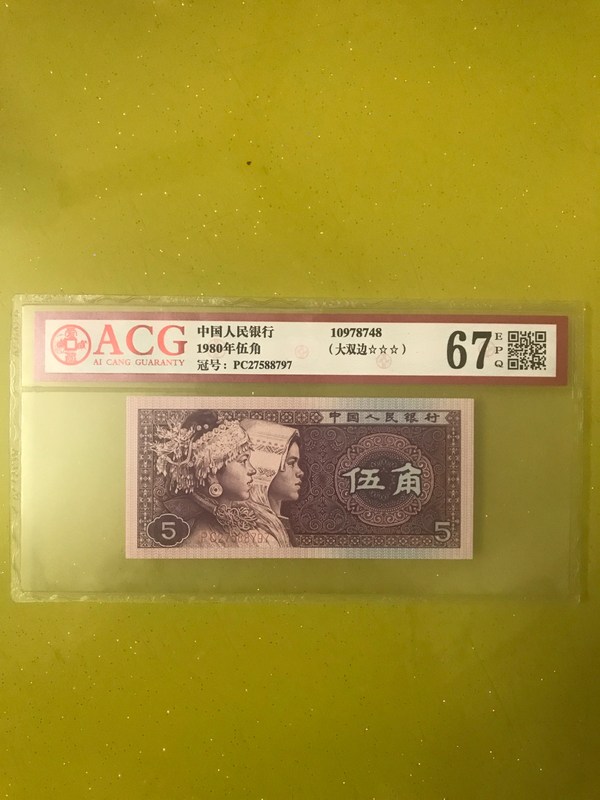 ACG
AI CANG GUARANTY
中国人民银行
1980年伍角
冠号：PC27588797
10978748
（大双边☆☆☆）
67
EPQ
中国人民银行
伍角
PC27588797
5
5